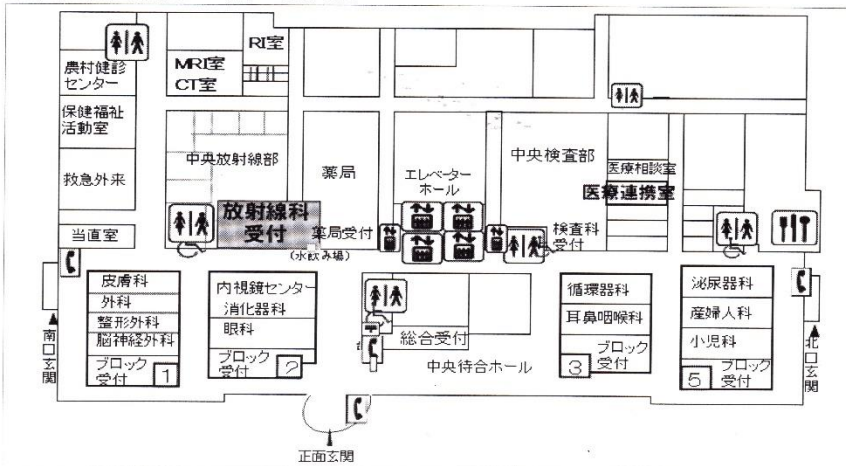 RI室
MRI室
CT室
農村健診
センター
保健福祉
活動室
救急外来
当直室
中央放射線部
放射線科
受付
薬局
薬局受付
(水飲み場)
エレベーター
ホール
中央検査部
検査科
受付
医療相談室
医療連携室
皮膚科
外科
整形外科
脳神経外科
ブロック
受付
1
内視鏡センター
消化器科
眼科
ブロック
受付
2
総合受付
中央待合ホール
循環器科
耳鼻咽喉科
ブロック
受付
3
泌尿器科
産婦人科
小児科
ブロック
受付
5
南口玄関
北口玄関
正面玄関